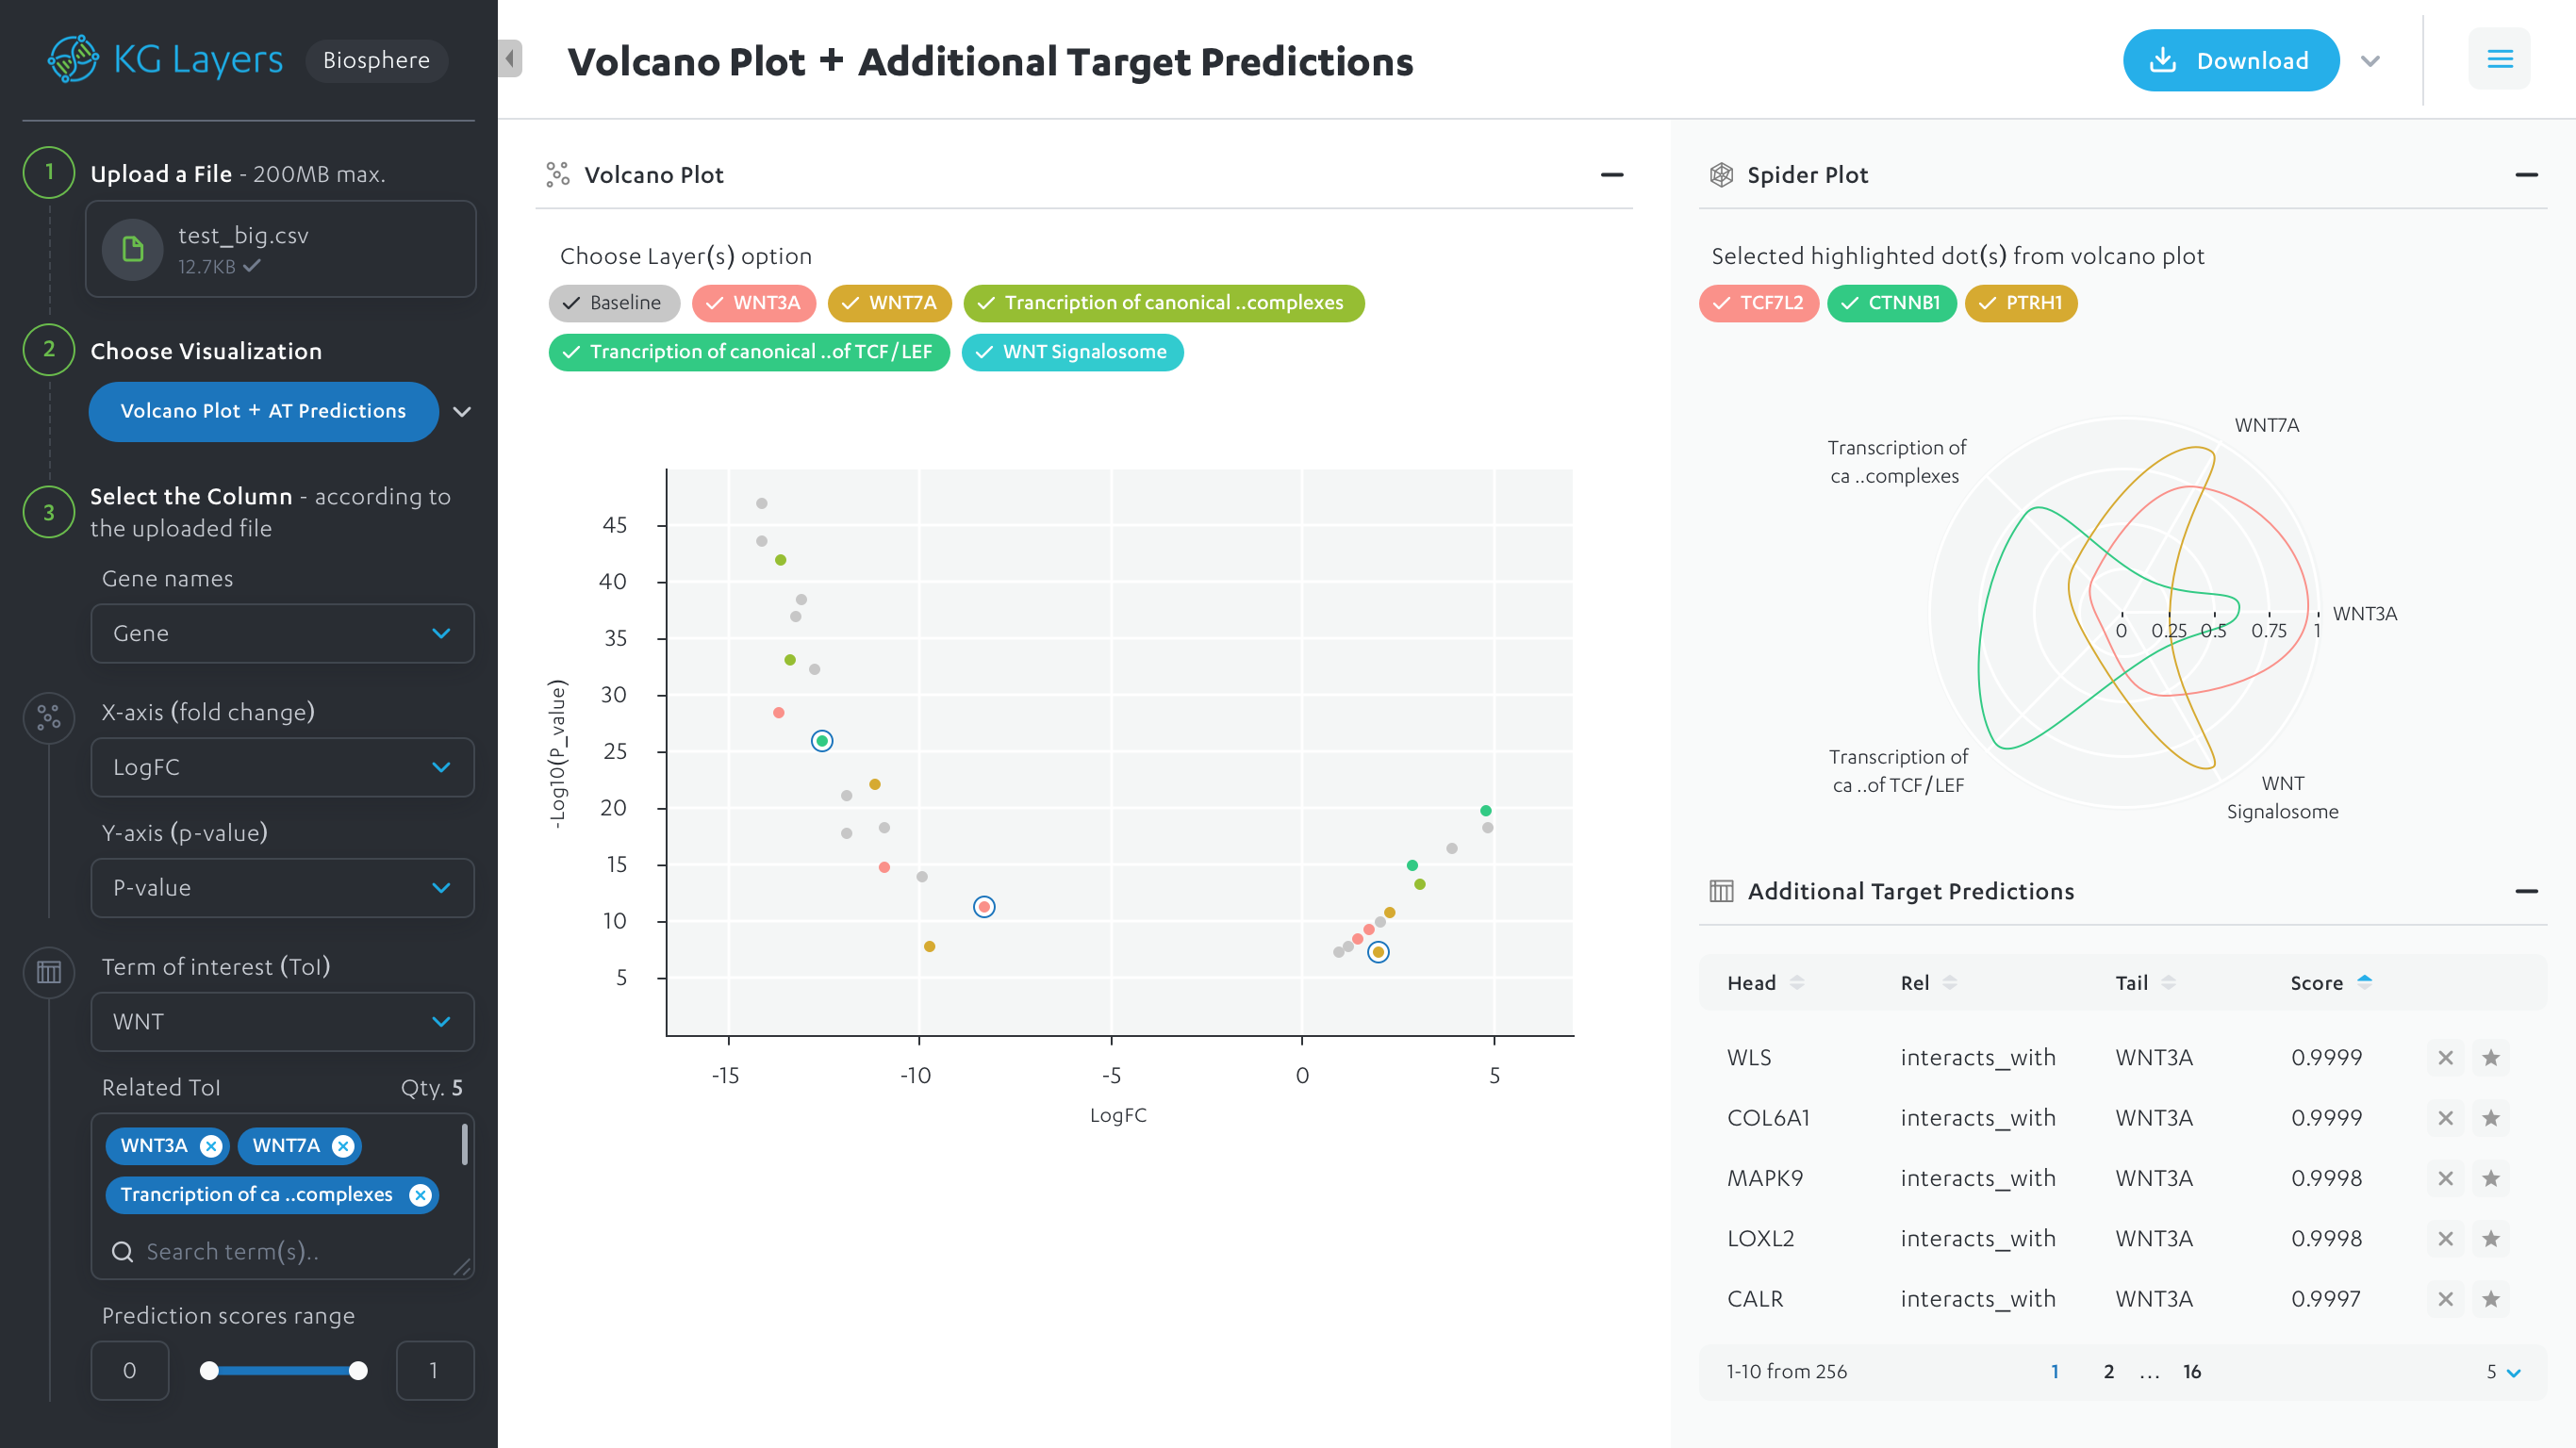 KG Layers
Biosphere
1
Upload a File - 200MB max.
test_big.csv
12.7KB
2
Choose Visualization
Volcano Plot + AT Predictions
3
Select the Column - according to
the uploaded file
Gene names
Gene
X-axis (fold change)
LogFC
Y-axis (p-value)
P-value
Term of interest (ToI)
WNT
Related ToI
Qty. 5
WNT3A
WNT7A
Trancription of ca ..complexes
Search term(s)..
Prediction scores range
0
1
Volcano Plot + Additional Target Predictions
Download
Volcano Plot
Choose Layer(s) option
Baseline
WNT3A
WNT7A
Trancription of canonical ..complexes
Trancription of canonical ..of TCF/LEF
WNT Signalosome
-Log10(P_value)
45
40
35
30
25
20
15
10
5
-15
-10
-5
0
5
LogFC
Spider Plot
Selected highlighted dot(s) from volcano plot
TCF7L2
CTNNB1
PTRH1
WNT7A
Transcription of
ca ..complexes
WNT3A
0
0.25
0.5
0.75
1
Transcription of
ca ..of TCF/LEF
WNT
Signalosome
Additional Target Predictions
Head
Rel
Tail
Score
WLS interacts_with WNT3A 0.9999
COL6A1 interacts_with WNT3A 0.9999
MAPK9 interacts_with WNT3A 0.9998
LOXL2 interacts_with WNT3A 0.9998
CALR interacts_with WNT3A 0.9997
1-10 from 256
1 2 ... 16
5